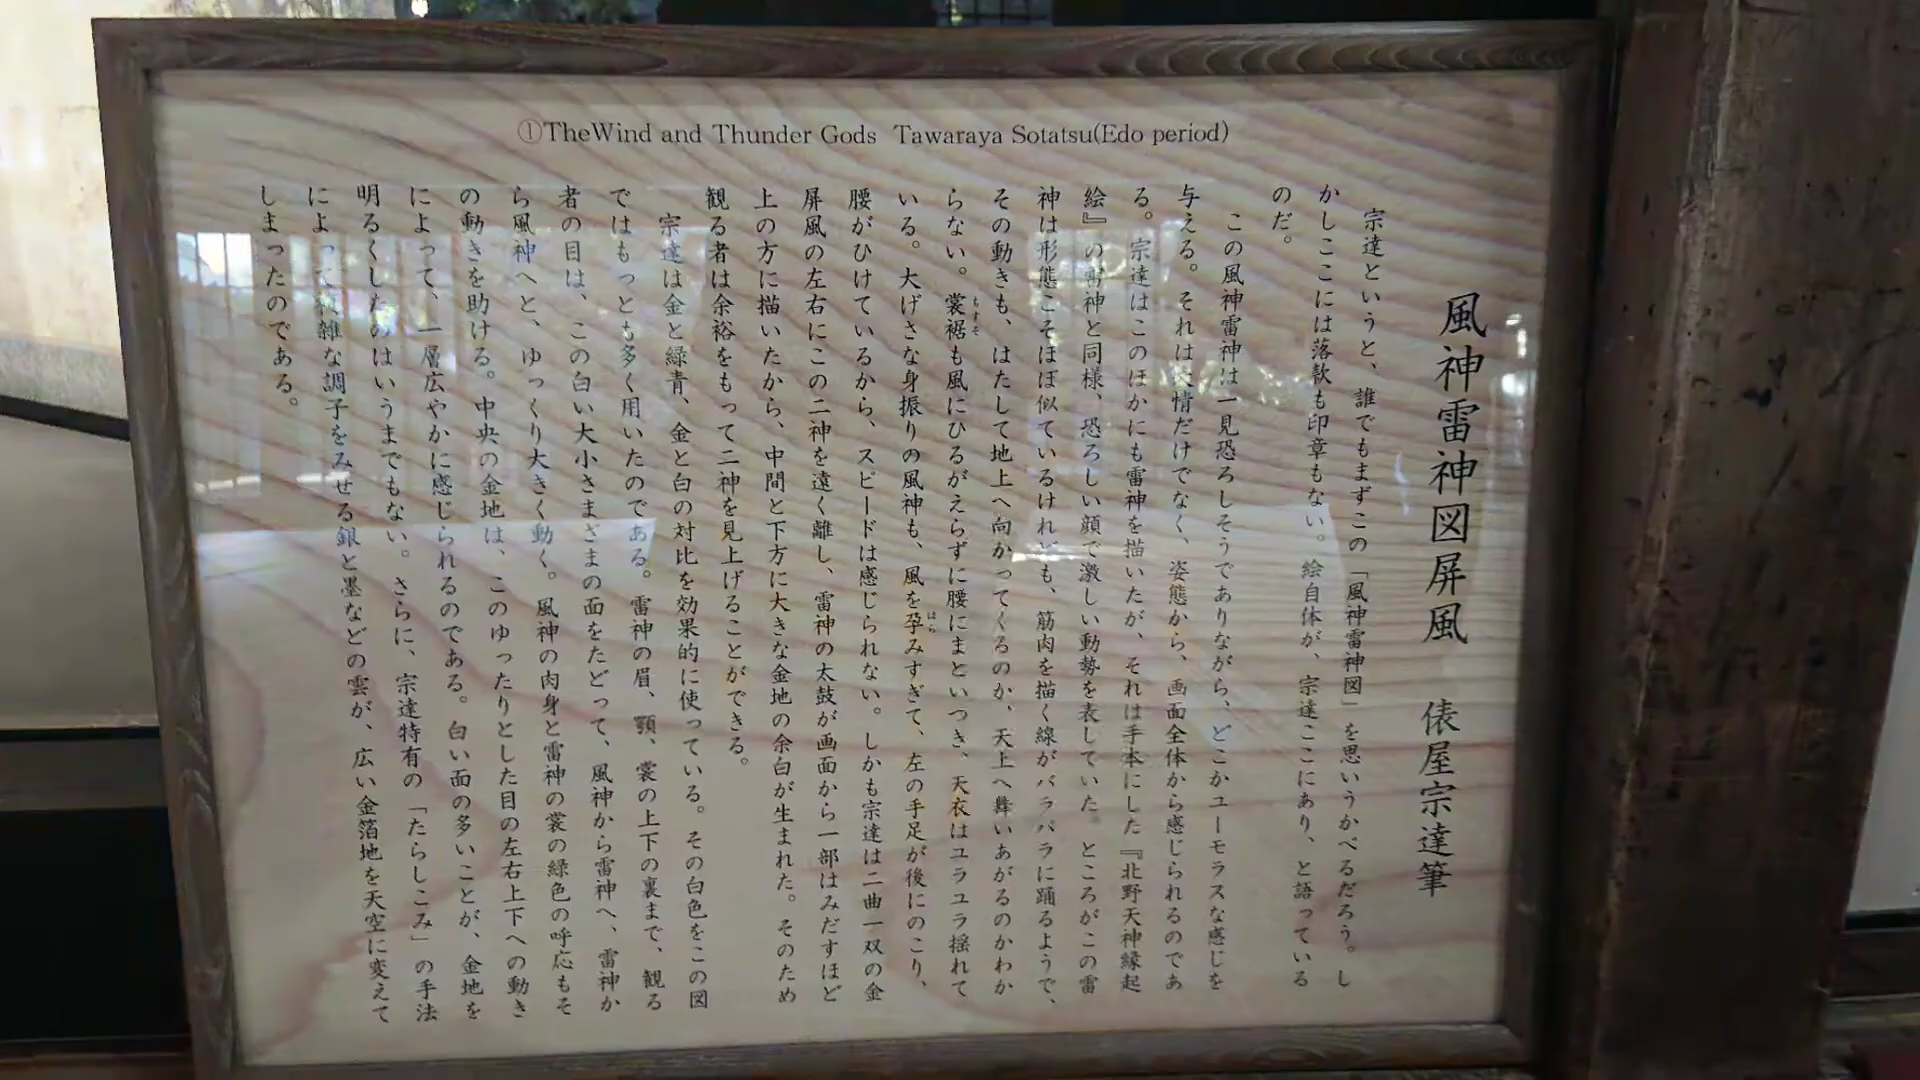 ①TheWind and Thunder Gods Tawaraya Sotatsu(Edo period)
風神雷神図屏風 俵屋宗達筆
宗達というと、誰でもまずこの「風神雷神図」を思いうかべるだろう。し
かしここには落款も印章もない。絵自体が、宗達ここにあり、と語っている
のだ。
この風神雷神は一見恐ろしそうでありながら、どこかユーモラスな感じを
与える。それは表情だけでなく、姿態から、画面全体から感じられるのであ
る。宗達はこのほかにも雷神を描いたが、それは手本にした『北野天神縁起
絵』の雷神と同様、恐ろしい顔で激しい動勢を表していた。ところがこの雷
神は形態こそほぼ似ているけれども、筋肉を描く線がバラバラに踊るようで、
その動きも、はたして地上へ向かってくるのか、天上へ舞いあがるのかわか
らない。裳裾も風にひるがえらずに腰にまといつき、天衣はユラユラ揺れて
いる。大げさな身振りの風神も、風を孕みすぎて、左の手足が後にのこり、
腰がひけているから、スピードは感じられない。しかも宗達は二曲一双の金
屏風の左右にこの二神を遠く離し、雷神の太鼓が画面から一部はみだすほど
上の方に描いたから、中間と下方に大きな金地の余白が生まれた。そのため
観る者は余裕をもって二神を見上げることができる。
宗達は金と緑青、金と白の対比を効果的に使っている。その白色をこの図
ではもっとも多く用いたのである。雷神の眉、顎、裳の上下の裏まで、観る
者の目は、この白い大小さまざまの面をたどって、風神から雷神へ、雷神か
ら風神へと、ゆっくり大きく動く。風神の肉身と雷神の裳の緑色の呼応もそ
の動きを助ける。中央の金地は、このゆったりとした目の左右上下への動き
によって、一層広やかに感じられるのである。白い面の多いことが、金地を
明るくしたのはいうまでもない。さらに、宗達特有の「たらしこみ」の手法
によって複雑な調子をみせる銀と墨などの雲が、広い金箔地を天空に変えて
しまったのである。